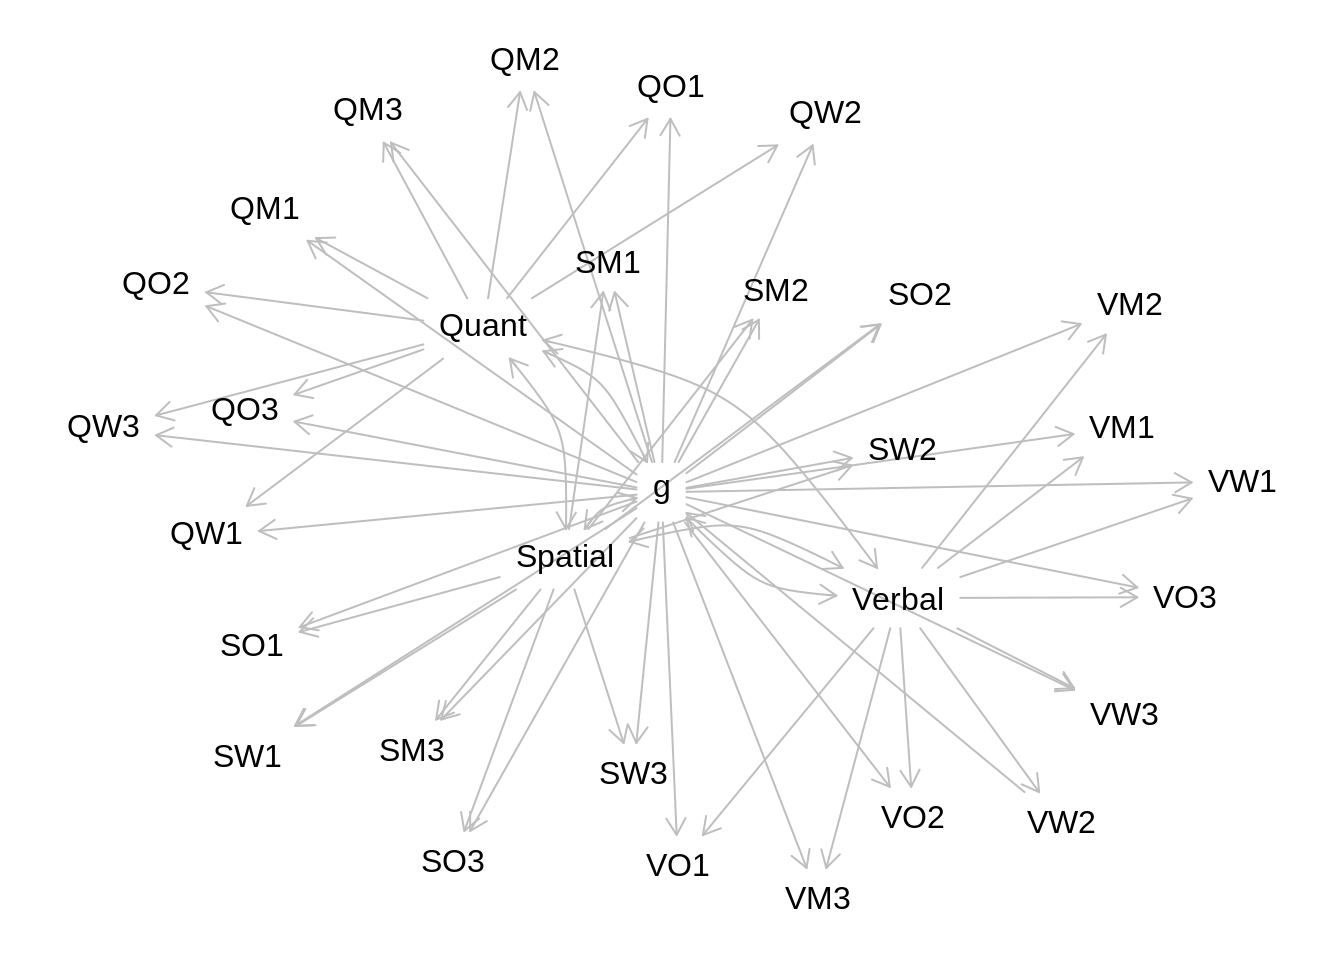 QM2
QO1
QM3
QW2
QM1
SM1
QO2
SM2
SO2
VM2
Quant
QO3
QW3
VM1
SW2
VW1
g
QW1
Spatial
Verbal
VO3
SO1
VW3
SM3
SW1
SW3
VO2
VW2
SO3
VO1
VM3